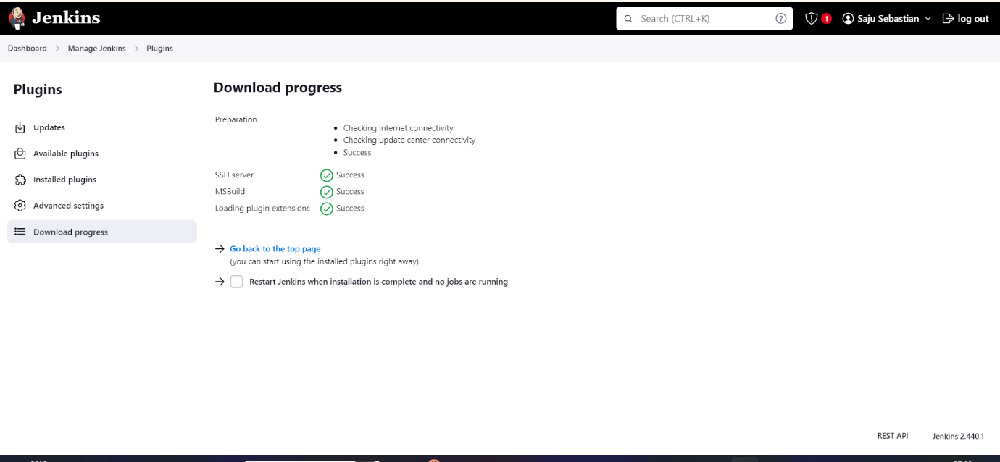 Jenkins
Search (CTRL+K)
1
Saju Sebastian
log out
Dashboard
Manage Jenkins
Plugins
Plugins
Updates
Available plugins
Installed plugins
Advanced settings
Download progress
Download progress
Preparation
Checking internet connectivity
Checking update center connectivity
Success
SSH server Success
MSBuild Success
Loading plugin extensions Success
Go back to the top page
(you can start using the installed plugins right away)
Restart Jenkins when installation is complete and no jobs are running
REST API
Jenkins 2.440.1